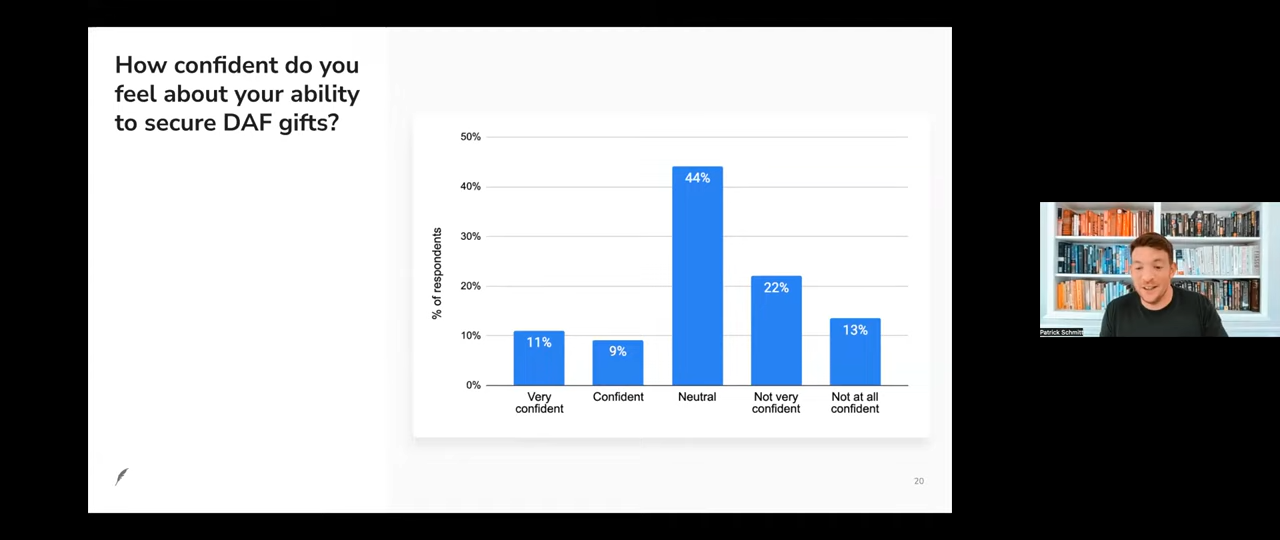 How confident do you
feel about your ability
to secure DAF gifts?
50%
40%
30%
20%
10%
0%
% of respondents
11%
9%
44%
22%
13%
Very
confident
Confident
Neutral
Not very
confident
Not at all
confident
20
Patrick Schmitt